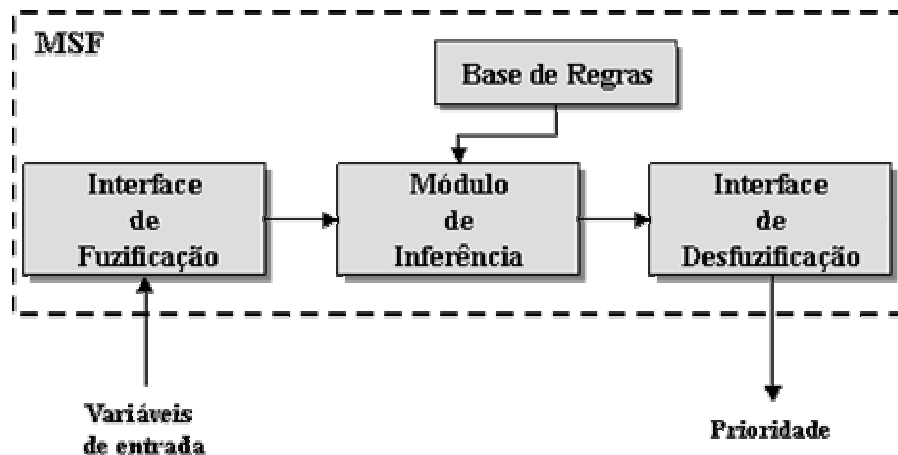 MSF
Base de Regras
Interface
de
Fuzificação
Módulo
de
Inferência
Interface
de
Desfuzificação
Variáveis
de entrada
Prioridade